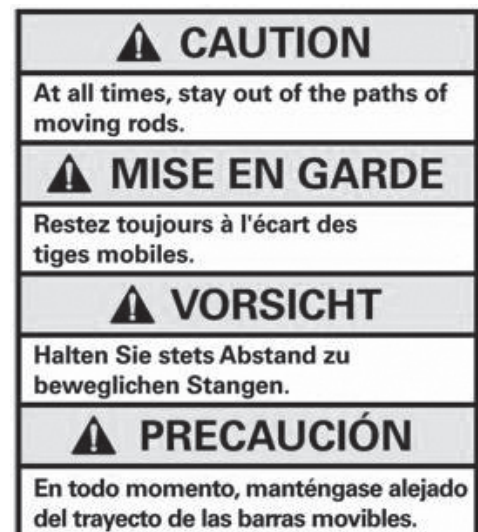 CAUTION
At all times, stay out of the paths of
moving rods.
MISE EN GARDE
Restez toujours à l'écart des
tiges mobiles.
VORSICHT
Halten Sie stets Abstand zu
beweglichen Stangen.
PRECAUCIÓN
En todo momento, manténgase alejado
del trayecto de las barras movibles.